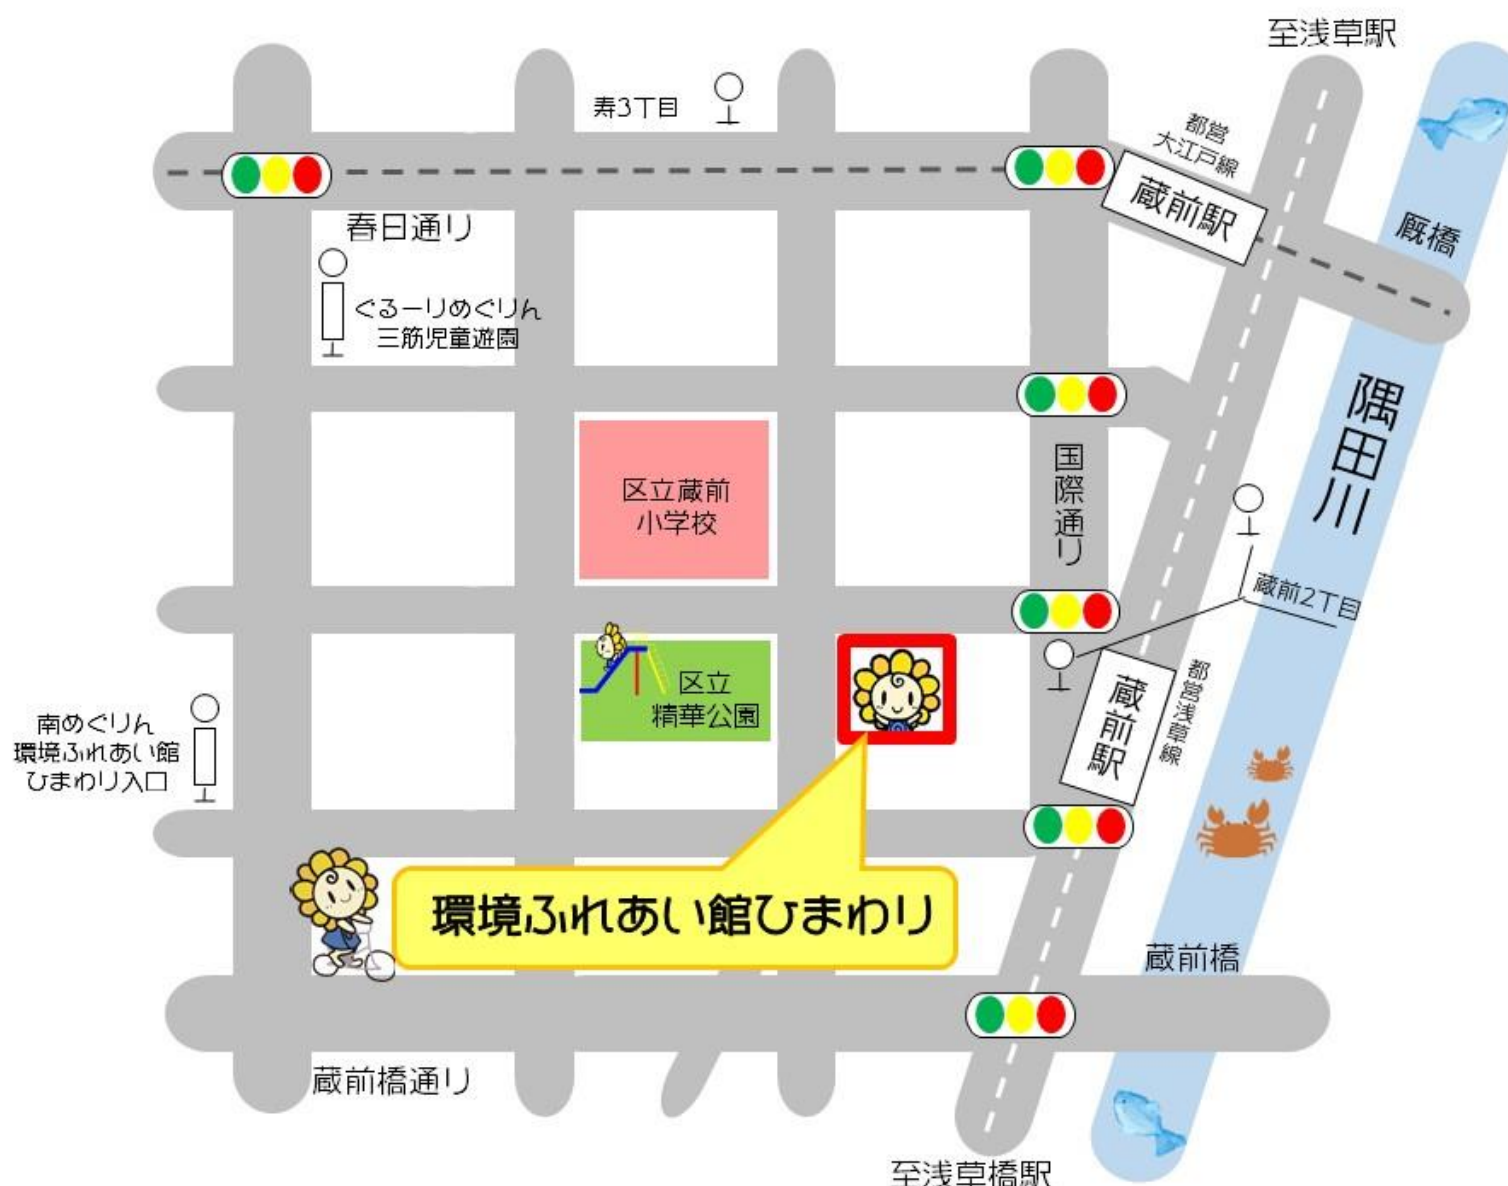 至浅草駅
寿3丁目
都営
大江戸線
蔵前駅
春日通り
厩橋
ぐるーりめぐりん
三筋児童遊園
隅田川
区立蔵前
小学校
国際通り
蔵前2丁目
区立
精華公園
蔵前駅
都営浅草線
南めぐりん
環境ふれあい館
ひまわり入口
環境ふれあい館ひまわり
蔵前橋
蔵前橋通り
至浅草橋駅